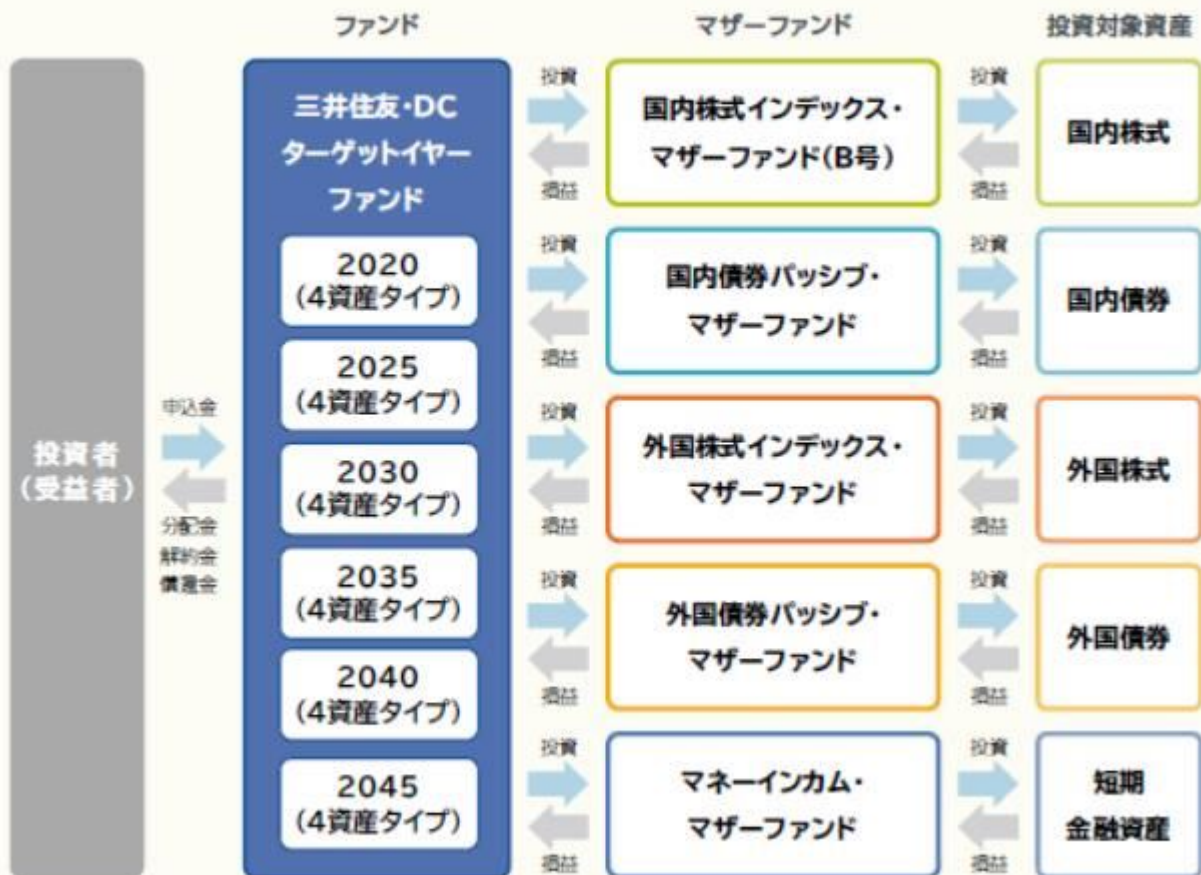 ファンド
マザーファンド
投資対象資産
投資者
(受益者)
申込金
分配金
解約金
償還金
三井住友・DC
ターゲットイヤー
ファンド
2020
(4資産タイプ)
2025
(4資産タイプ)
2030
(4資産タイプ)
2035
(4資産タイプ)
2040
(4資産タイプ)
2045
(4資産タイプ)
投資
損益
国内株式インデックス・
マザーファンド(B号)
投資
損益
国内株式
投資
損益
国内債券パッシブ・
マザーファンド
投資
損益
国内債券
投資
損益
外国株式インデックス・
マザーファンド
投資
損益
外国株式
投資
損益
外国債券パッシブ・
マザーファンド
投資
損益
外国債券
投資
損益
マネーインカム・
マザーファンド
投資
損益
短期
金融資産